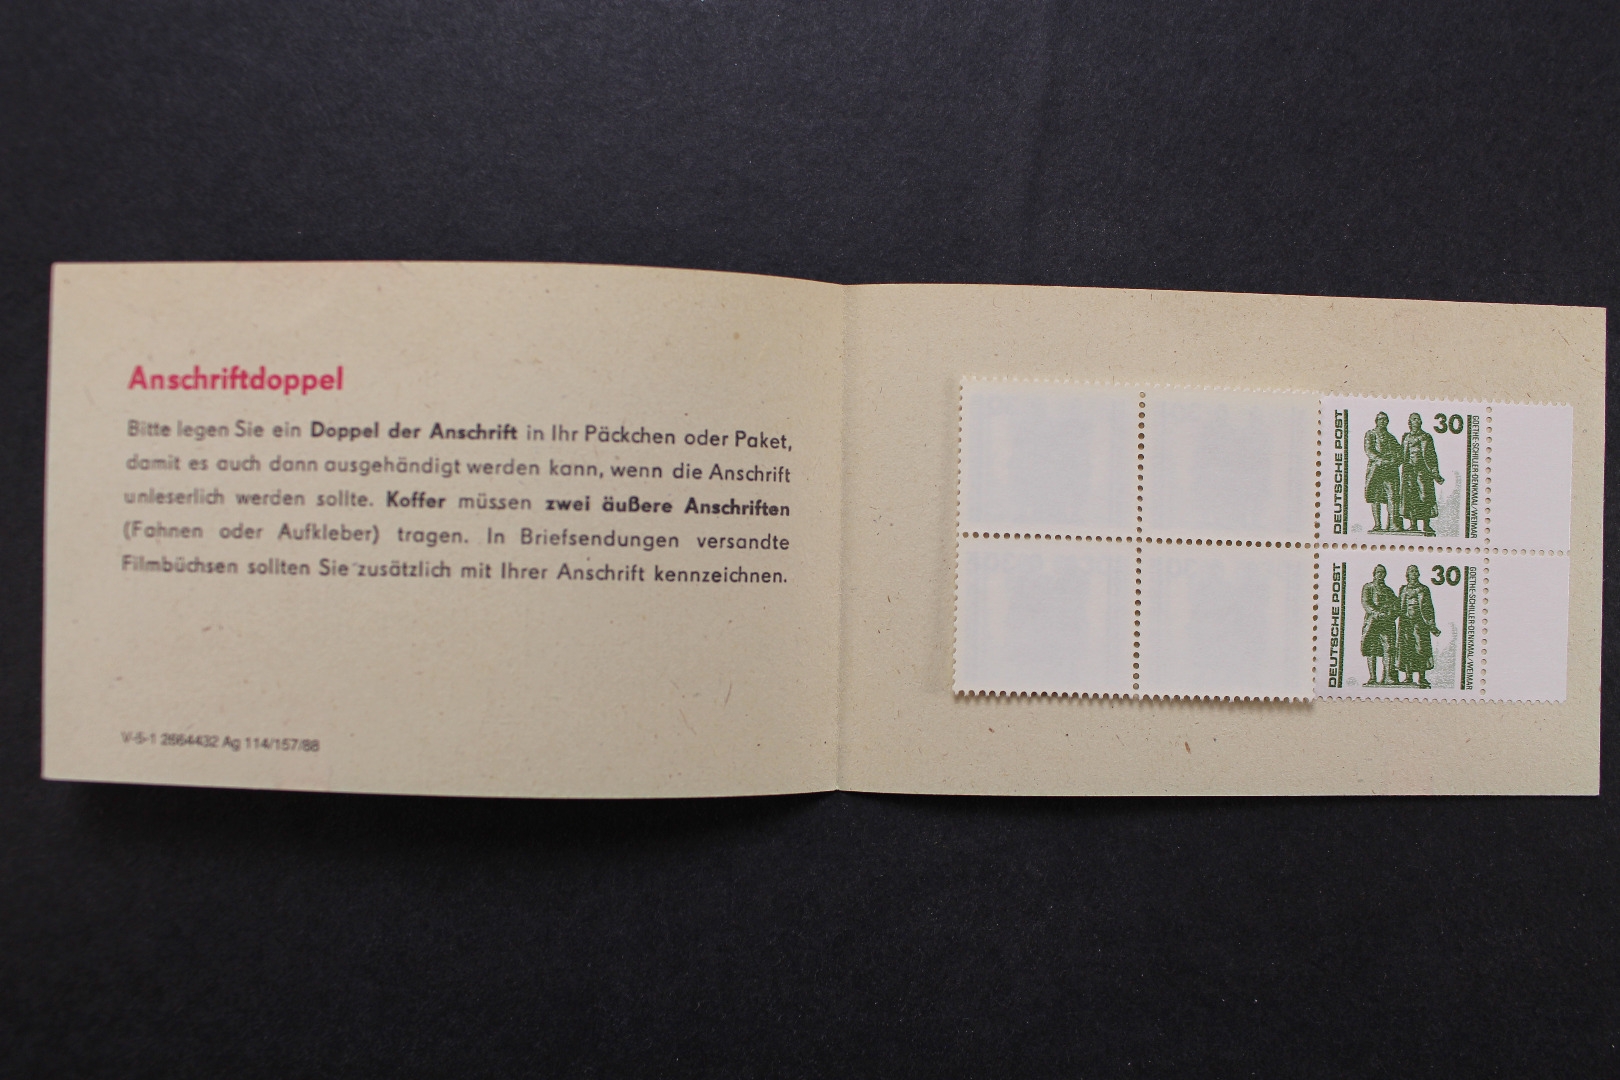 Anschriftdoppel
Bitte legen Sie ein Doppel der Anschrift in Ihr Päckchen oder Paket,
damit es auch dann ausgehändigt werden kann, wenn die Anschrift
unleserlich werden sollte. Koffer müssen zwei äußere Anschriften
(Fahnen oder Aufkleber) tragen. In Briefsendungen versandte
Filmbüchsen sollten Sie zusätzlich mit Ihrer Anschrift kennzeichnen.
V-5-1 2664432 Ag 114/157/88
DEUTSCHE POST
30
GOETHE-SCHILLER-DENKMAL/WEIMAR
DEUTSCHE POST
30
GOETHE-SCHILLER-DENKMAL/WEIMAR